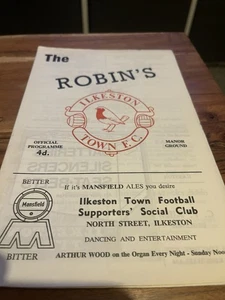 The
ROBIN'S
ILKESTON
TOWN F.C.
OFFICIAL
PROGRAMME
4d.
MANOR
GROUND
BETTER
Mansfield
BITTER
If it's MANSFIELD ALES you desire
Ilkeston Town Football
Supporters' Social Club
NORTH STREET, ILKESTON
DANCING AND ENTERTAINMENT
ARTHUR WOOD on the Organ Every Night - Sunday Noo